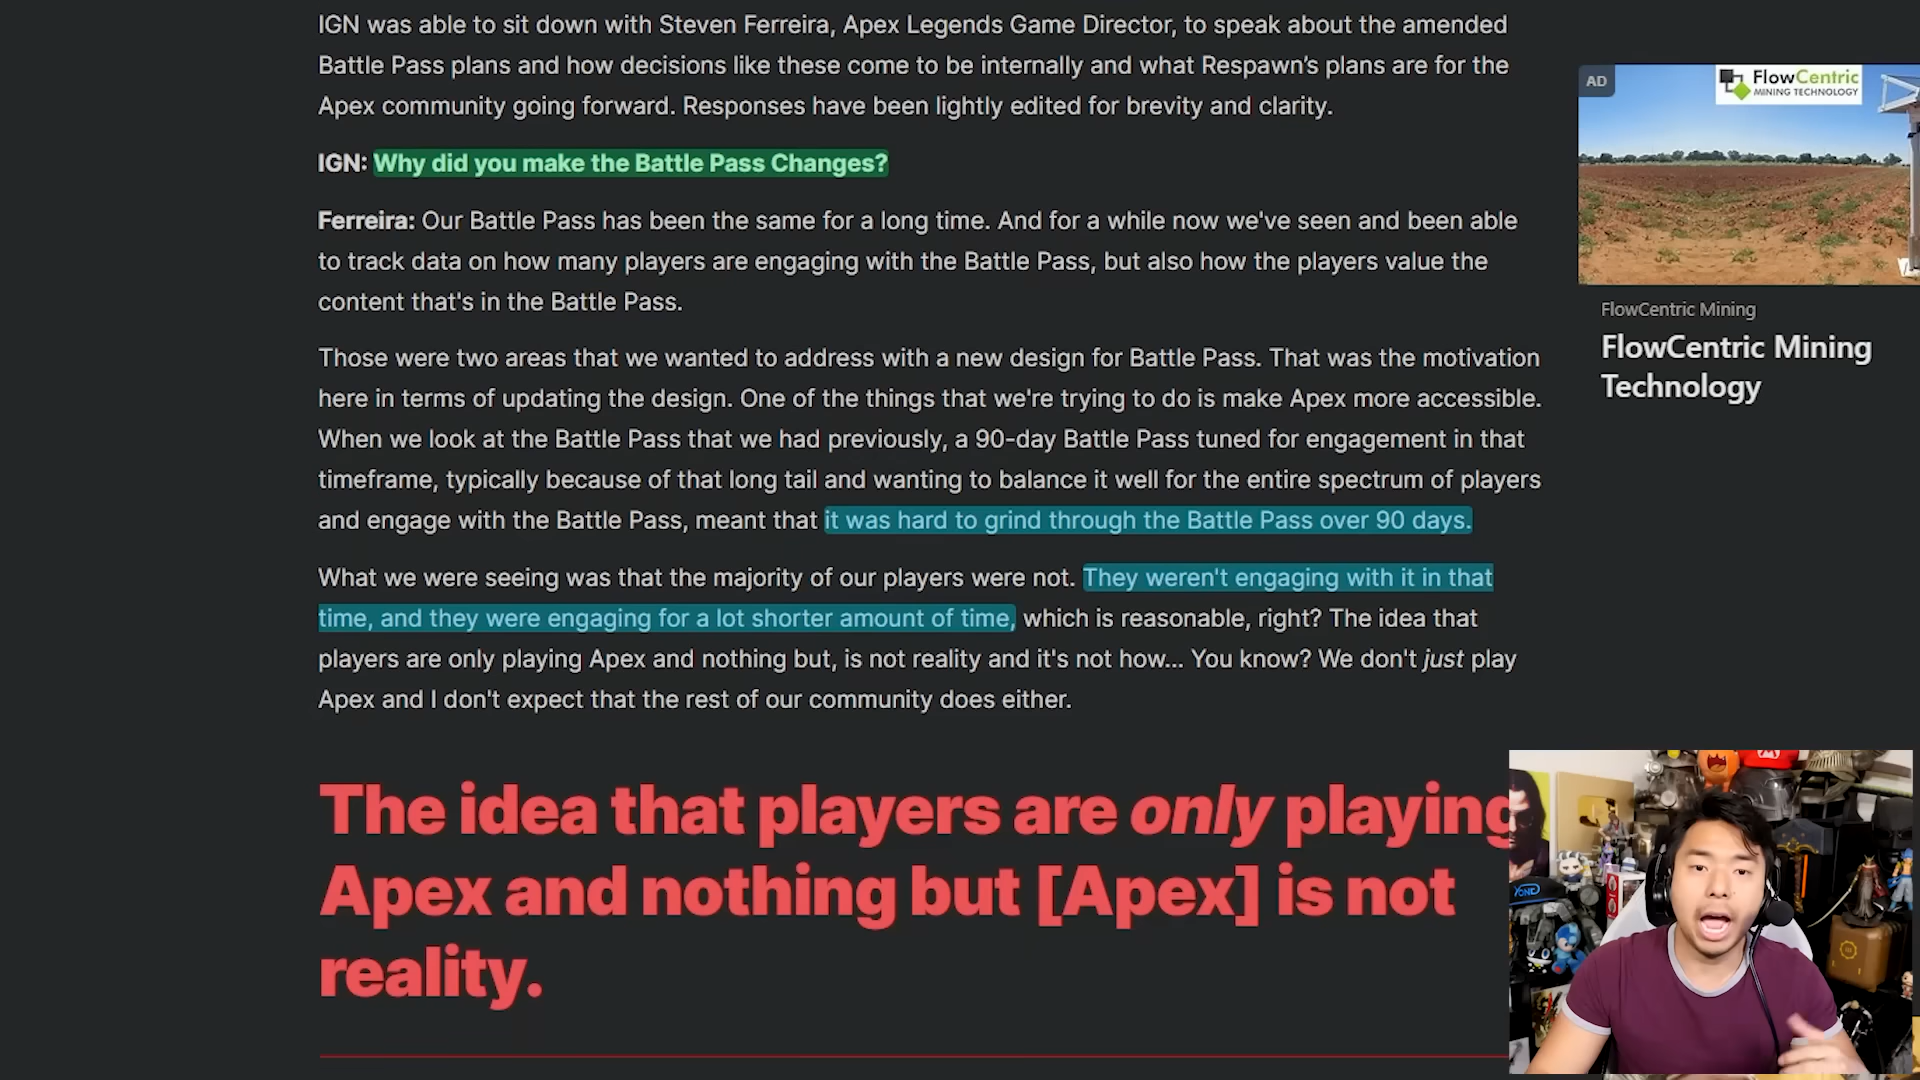 IGN was able to sit down with Steven Ferreira, Apex Legends Game Director, to speak about the amended
Battle Pass plans and how decisions like these come to be internally and what Respawn’s plans are for the
Apex community going forward. Responses have been lightly edited for brevity and clarity.
IGN: Why did you make the Battle Pass Changes?
Ferreira: Our Battle Pass has been the same for a long time. And for a while now we've seen and been able
to track data on how many players are engaging with the Battle Pass, but also how the players value the
content that's in the Battle Pass.
Those were two areas that we wanted to address with a new design for Battle Pass. That was the motivation
here in terms of updating the design. One of the things that we're trying to do is make Apex more accessible.
When we look at the Battle Pass that we had previously, a 90-day Battle Pass tuned for engagement in that
timeframe, typically because of that long tail and wanting to balance it well for the entire spectrum of players
and engage with the Battle Pass, meant that it was hard to grind through the Battle Pass over 90 days.
What we were seeing was that the majority of our players were not. They weren't engaging with it in that
time, and they were engaging for a lot shorter amount of time, which is reasonable, right? The idea that
players are only playing Apex and nothing but, is not reality and it's not how... You know? We don't just play
Apex and I don't expect that the rest of our community does either.
The idea that players are only playing
Apex and nothing but [Apex] is not
reality.
AD
FlowCentric
MINING TECHNOLOGY
FlowCentric Mining
FlowCentric Mining
Technology
YONO